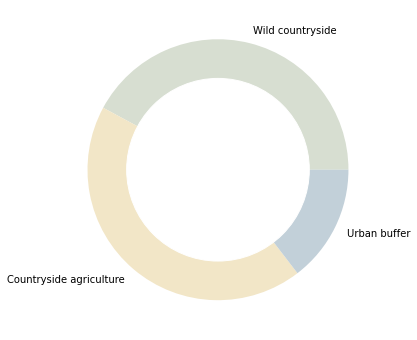 Wild countryside
Urban buffer
Countryside agriculture